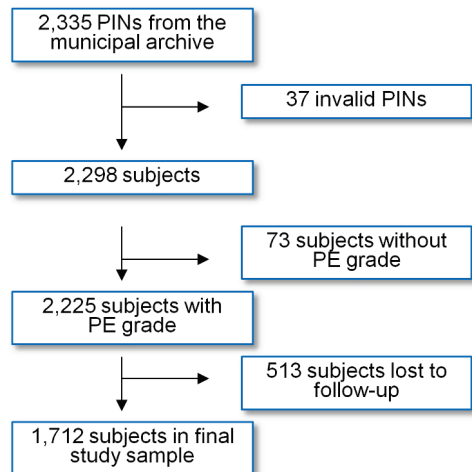 2,335 PINs from the
municipal archive
37 invalid PINs
2,298 subjects
73 subjects without
PE grade
2,225 subjects with
PE grade
513 subjects lost to
follow-up
1,712 subjects in final
study sample